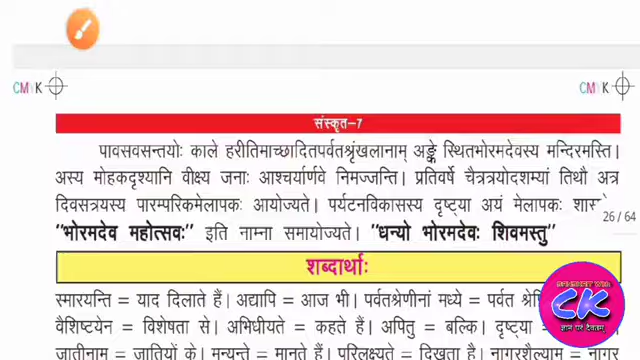 CMYK CMYK
संस्कृत-7
पावसवसन्तयोः काले हरीतिमाच्छादितपर्वतश्रृंखलानाम् अङ्के स्थितभोरमदेवस्य मन्दिरमस्ति।
अस्य मोहकदृश्यानि वीक्ष्य जनाः आश्चर्यार्णवे निमज्जन्ति। प्रतिवर्षे चैत्रत्रयोदशम्यां तिथौ अत्र
दिवसत्रयस्य पारम्परिकमेलापकः आयोज्यते। पर्यटनविकासस्य दृष्ट्या अयं मेलापकः
26/64
"भोरमदेव महोत्सवः" इति नाम्ना समायोज्यते। "धन्यो भोरमदेवः शिवमस्तु"
शब्दार्थाः
स्मारयन्ति = याद दिलाते हैं। अद्यापि = आज भी। पर्वतश्रेणीनां मध्ये = पर्वत
वैशिष्टयेन = विशेषता से। अभिधीयते = कहते हैं। अपितु = बल्कि। दृष्ट्या =
जातीनाम् = जातियों के। मन्यन्ते = मानते हैं। परिलक्ष्यते = दिखता है। नागरशैल्याम = नागर
CK
ज्ञान परं दैवतम्